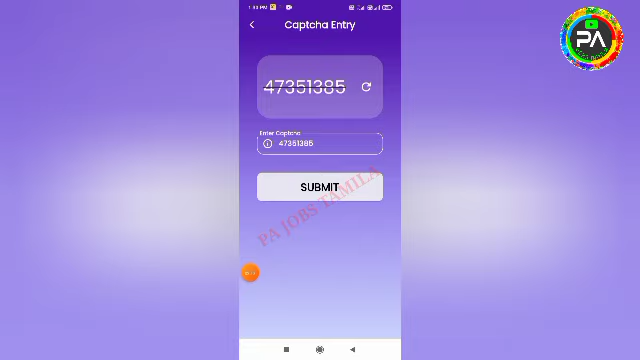 Captcha Entry
47351385
Enter Captcha
47351385
SUBMIT
PA JOBS TAMILA
PA